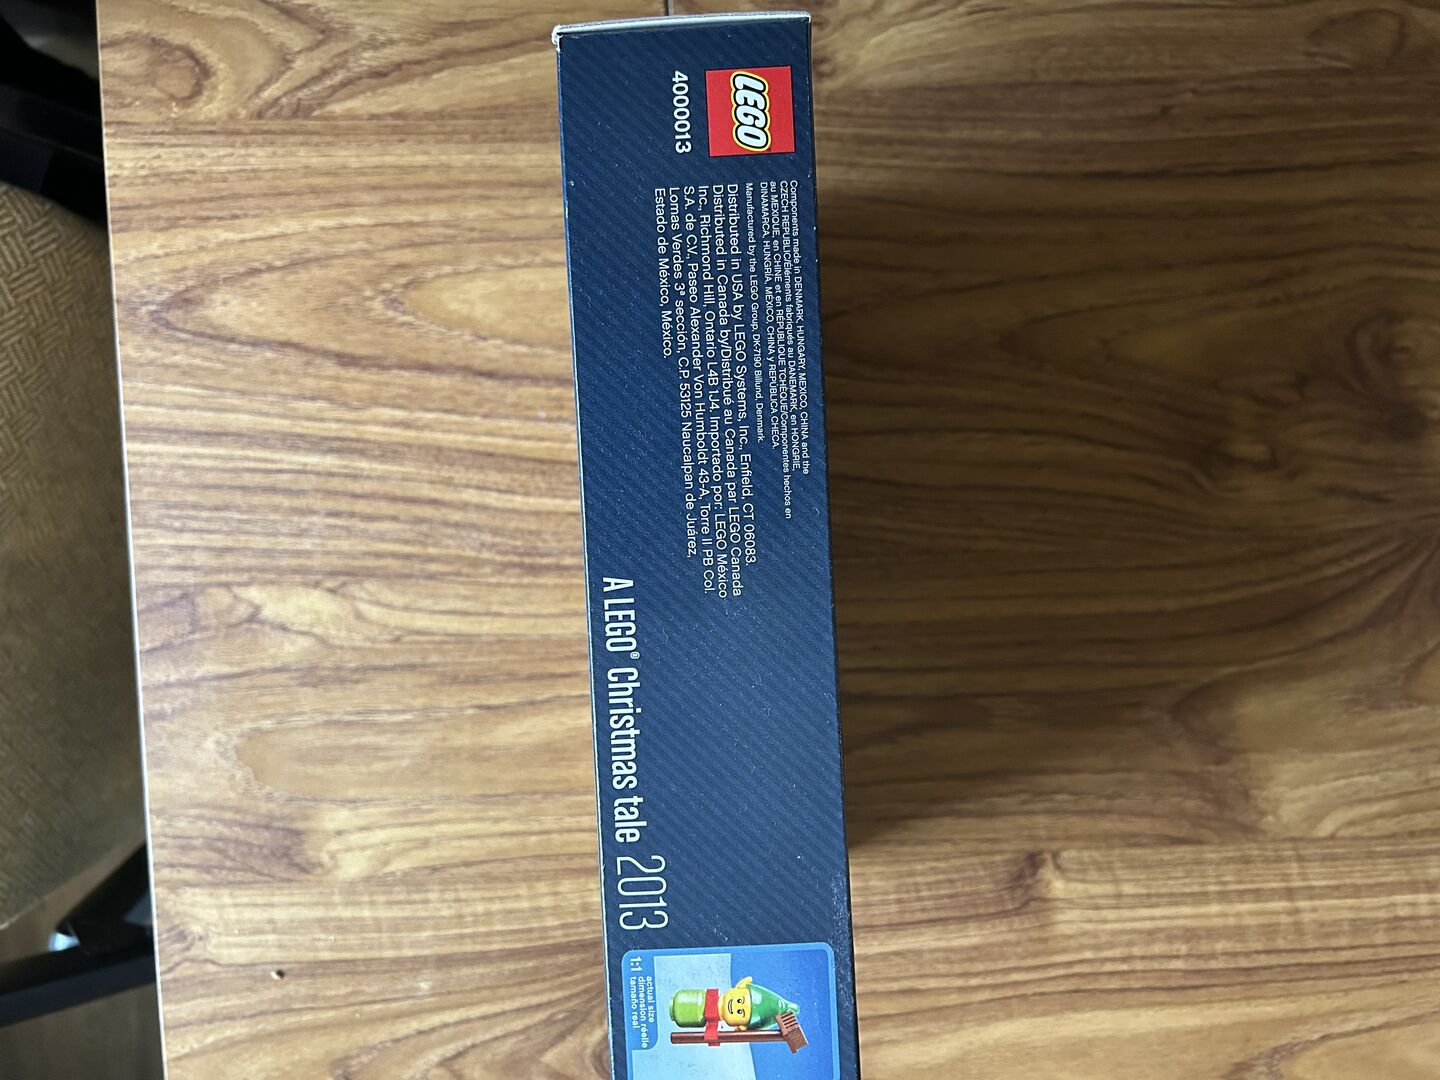 LEGO
4000013
Components made in DENMARK, HUNGARY, MEXICO, CHINA and the
CZECH REPUBLIC/Éléments fabriqués au DANEMARK, en HONGRIE,
au MEXIQUE, en CHINE et en RÉPUBLIQUE TCHÈQUE/Componentes hechos en
DINAMARCA, HUNGRÍA, MÉXICO, CHINA y REPÚBLICA CHECA.
Manufactured by the LEGO Group, DK-7190 Billund, Denmark.
Distributed in USA by LEGO Systems, Inc., Enfield, CT 06083.
Distributed in Canada by/Distribué au Canada par LEGO Canada
Inc., Richmond Hill, Ontario L4B 1J4. Importado por: LEGO México
S.A. de C.V., Paseo Alexander Von Humboldt 43-A, Torre II PB Col.
Lomas Verdes 3ª sección, C.P. 53125 Naucalpan de Juárez,
Estado de México, México.
A LEGO® Christmas tale 2013
actual size
dimension réelle
1:1 tamaño real